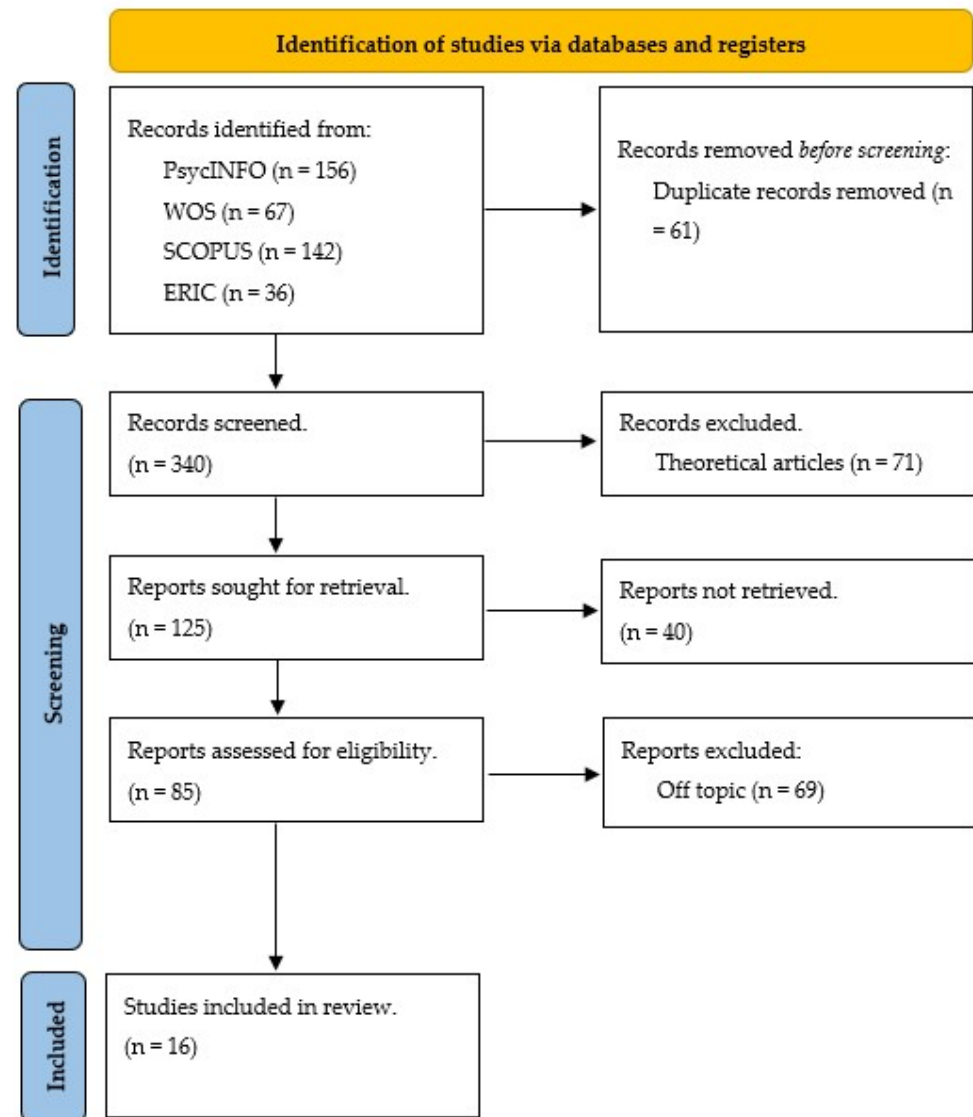 Identification of studies via databases and registers
Identification
Records identified from:
PsycINFO (n = 156)
WOS (n = 67)
SCOPUS (n = 142)
ERIC (n = 36)
Records removed before screening:
Duplicate records removed (n
= 61)
Screening
Records screened.
(n = 340)
Records excluded.
Theoretical articles (n = 71)
Reports sought for retrieval.
(n = 125)
Reports not retrieved.
(n = 40)
Reports assessed for eligibility.
(n = 85)
Reports excluded:
Off topic (n = 69)
Included
Studies included in review.
(n = 16)